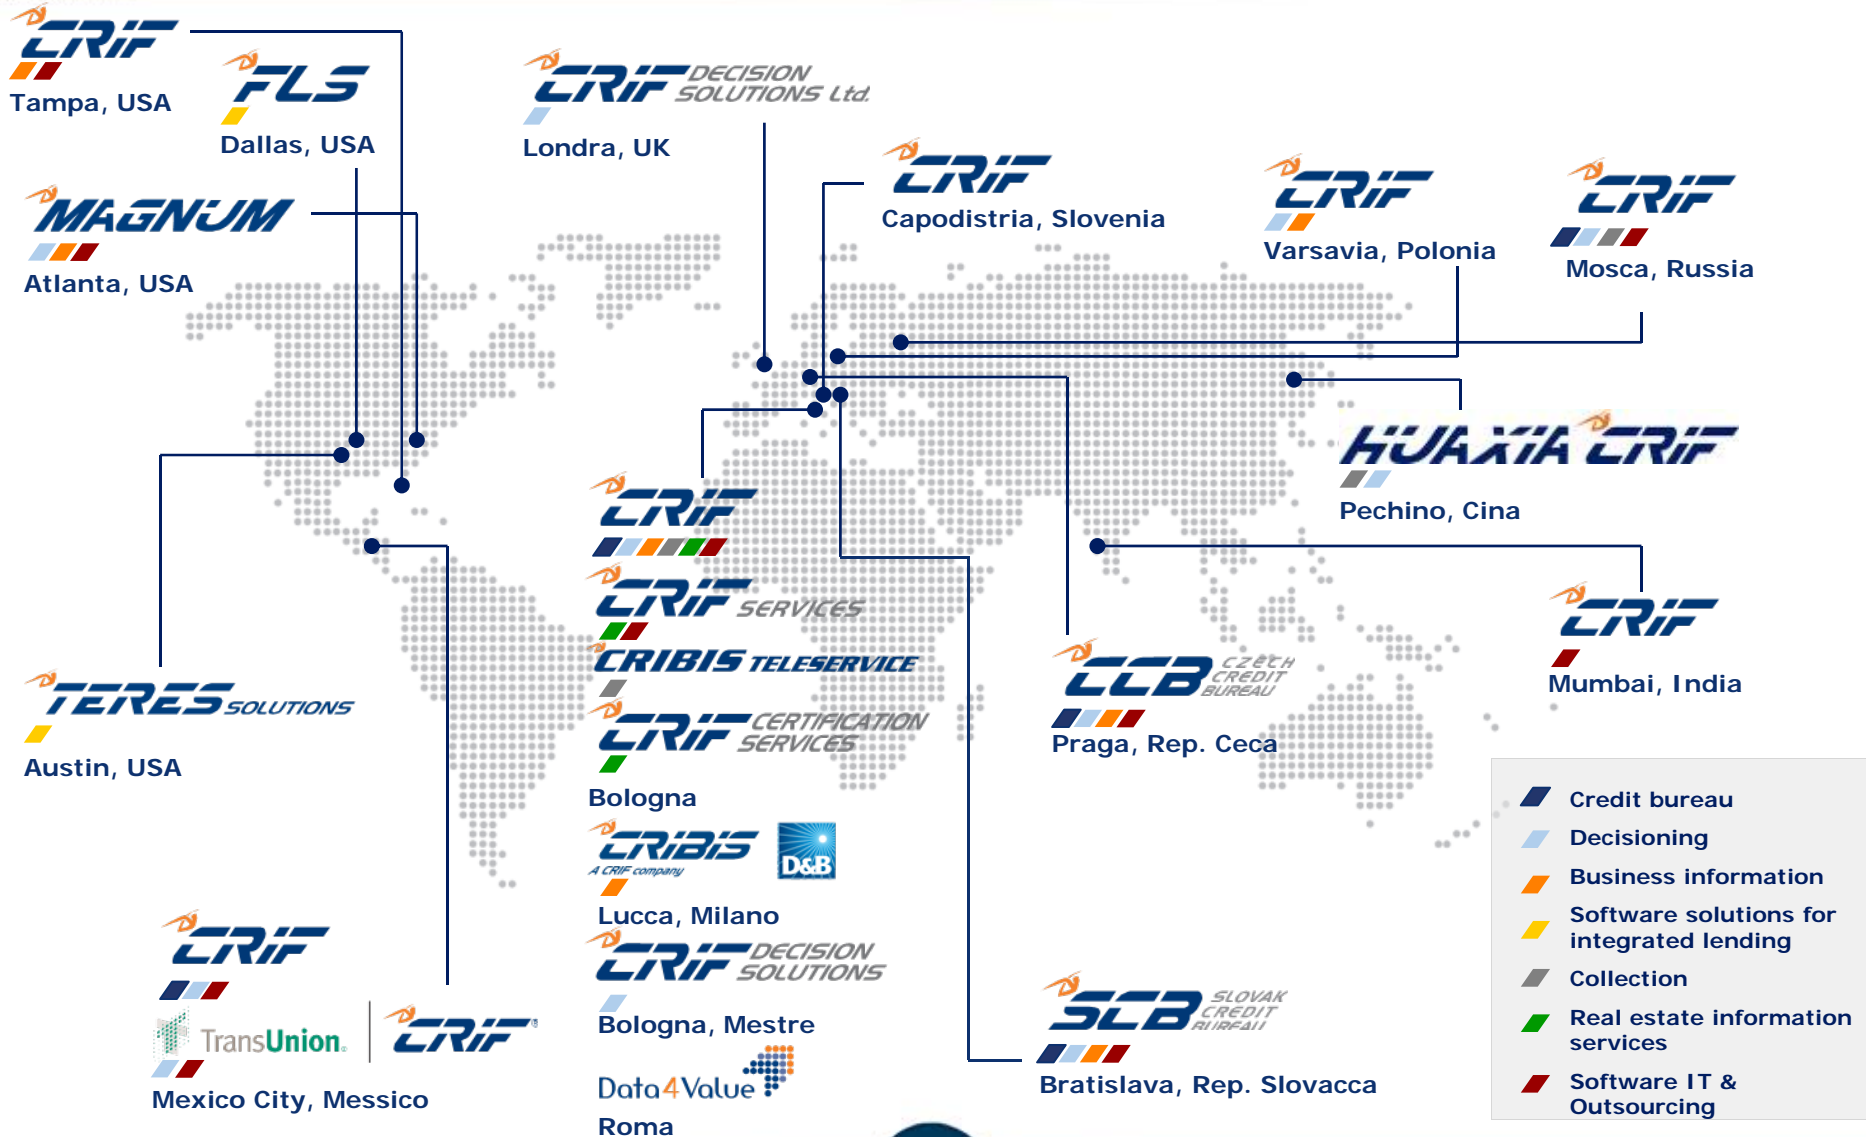 CRIF
Tampa, USA
FLS
Dallas, USA
MAGNUM
Atlanta, USA
CRIF DECISION
SOLUTIONS Ltd.
Londra, UK
CRIF
Capodistria, Slovenia
CRIF
Varsavia, Polonia
CRIF
Mosca, Russia
HUAXIA CRIF
Pechino, Cina
CRIF
Mumbai, India
TERES SOLUTIONS
Austin, USA
CRIF
CRIF SERVICES
CRIBIS TELESERVICE
CRIF CERTIFICATION
SERVICES
Bologna
CRIBIS
A CRIF company
D&B
Lucca, Milano
CRIF DECISION
SOLUTIONS
Bologna, Mestre
Data4Value
Roma
CCB CZECH
CREDIT
BUREAU
Praga, Rep. Ceca
SCB SLOVAK
CREDIT
BUREAU
Bratislava, Rep. Slovacca
CRIF
TransUnion. CRIF
Mexico City, Messico
Credit bureau
Decisioning
Business information
Software solutions for
integrated lending
Collection
Real estate information
services
Software IT &
Outsourcing